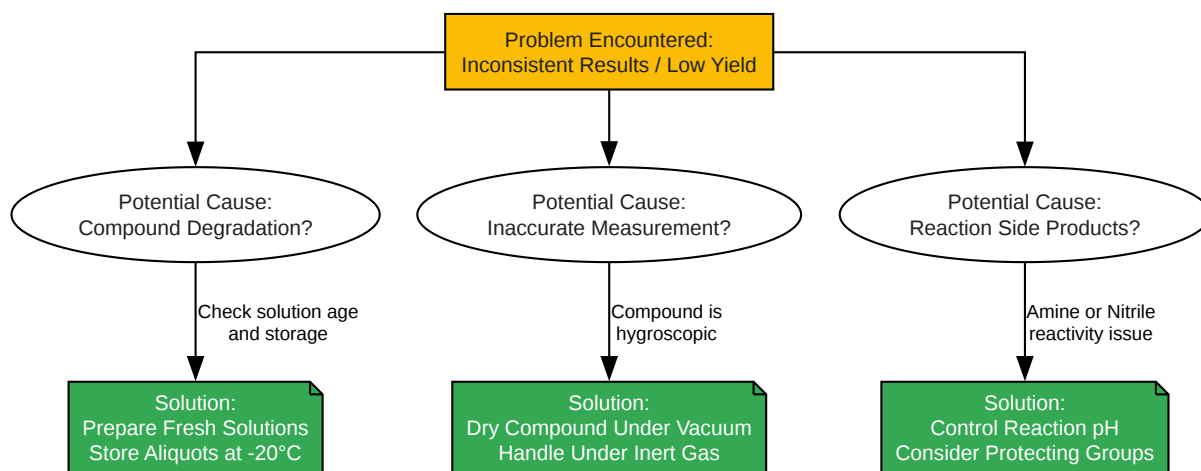 Problem Encountered:
Inconsistent Results / Low Yield
Potential Cause:
Compound Degradation?
Potential Cause:
Inaccurate Measurement?
Potential Cause:
Reaction Side Products?
Check solution age
and storage
Compound is
hygroscopic
Amine or Nitrile
reactivity issue
Solution:
Prepare Fresh Solutions
Store Aliquots at -20°C
Solution:
Dry Compound Under Vacuum
Handle Under Inert Gas
Solution:
Control Reaction pH
Consider Protecting Groups